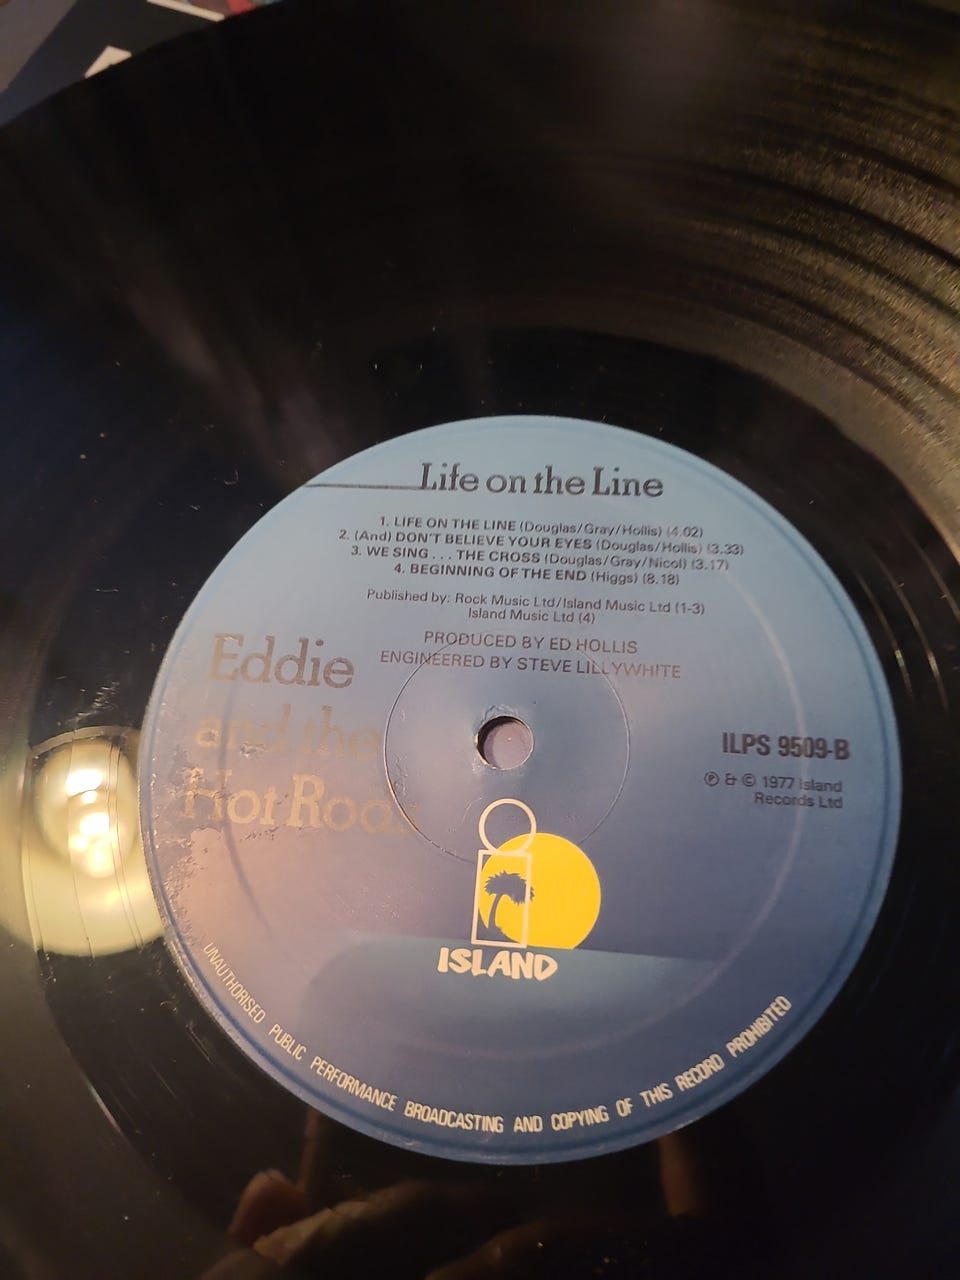 Life on the Line
1. LIFE ON THE LINE (Douglas/Gray/Hollis) (4.02)
2. (And) DON'T BELIEVE YOUR EYES (Douglas/Hollis) (3.33)
3. WE SING . . . THE CROSS (Douglas/Gray/Nicol) (3.17)
4. BEGINNING OF THE END (Higgs) (8.18)
Published by: Rock Music Ltd/Island Music Ltd (1-3)
Island Music Ltd (4)
PRODUCED BY ED HOLLIS
ENGINEERED BY STEVE LILLYWHITE
Eddie
and the
Hot Rods
ILPS 9509-B
℗ & © 1977 Island
Records Ltd
ISLAND
UNAUTHORISED PUBLIC PERFORMANCE BROADCASTING AND COPYING OF THIS RECORD PROHIBITED